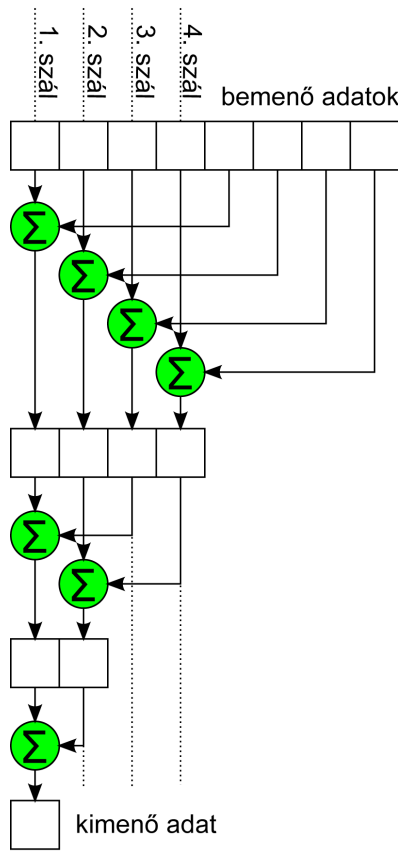 1. szál
2. szál
3. szál
4. szál
bemenő adatok
Σ
Σ
Σ
Σ
Σ
Σ
Σ
kimenő adat